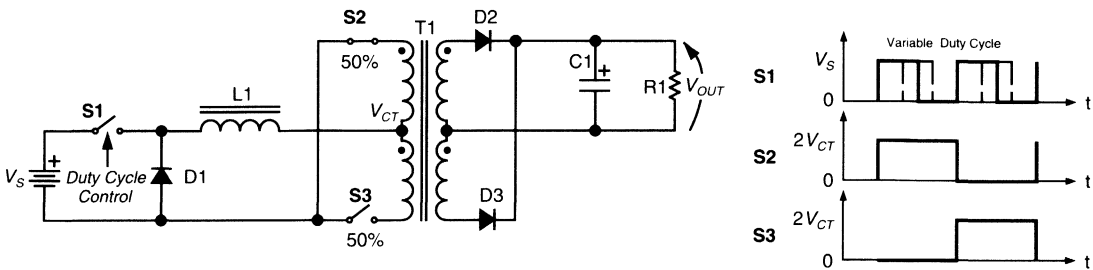 S2
T1
D2
50%
C1
+
R1
V_OUT
L1
V_CT
S1
+
V_S
Duty Cycle
Control
D1
S3
50%
D3
Variable Duty Cycle
S1
V_S
0
t
S2
2V_CT
0
t
S3
2V_CT
0
t